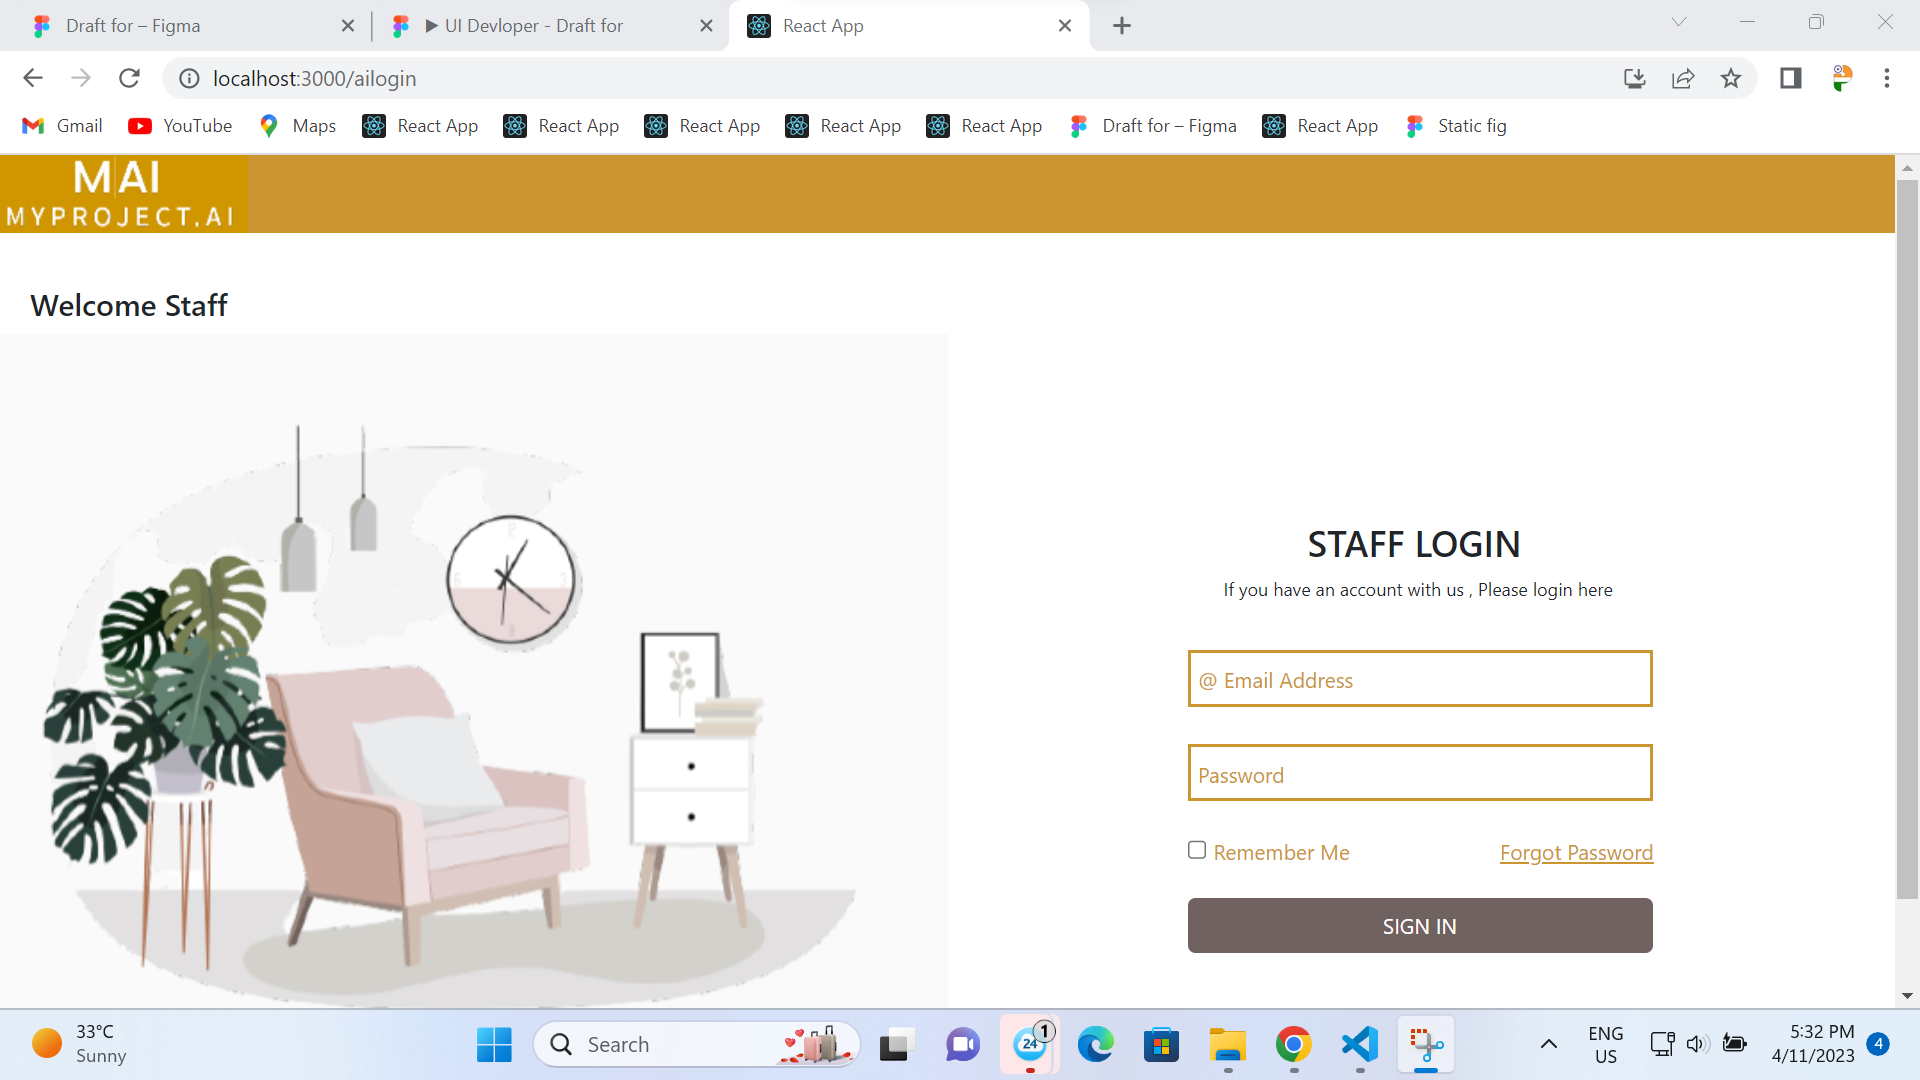 Draft for – Figma
▶ UI Devloper - Draft for
React App
localhost:3000/ailogin
Gmail
YouTube
Maps
React App
React App
React App
React App
React App
Draft for – Figma
React App
Static fig
MAI
MYPROJECT.AI
Welcome Staff
STAFF LOGIN
If you have an account with us , Please login here
@ Email Address
Password
Remember Me
Forgot Password
SIGN IN
33°C
Sunny
Search
24
1
ENG
US
5:32 PM
4/11/2023
4